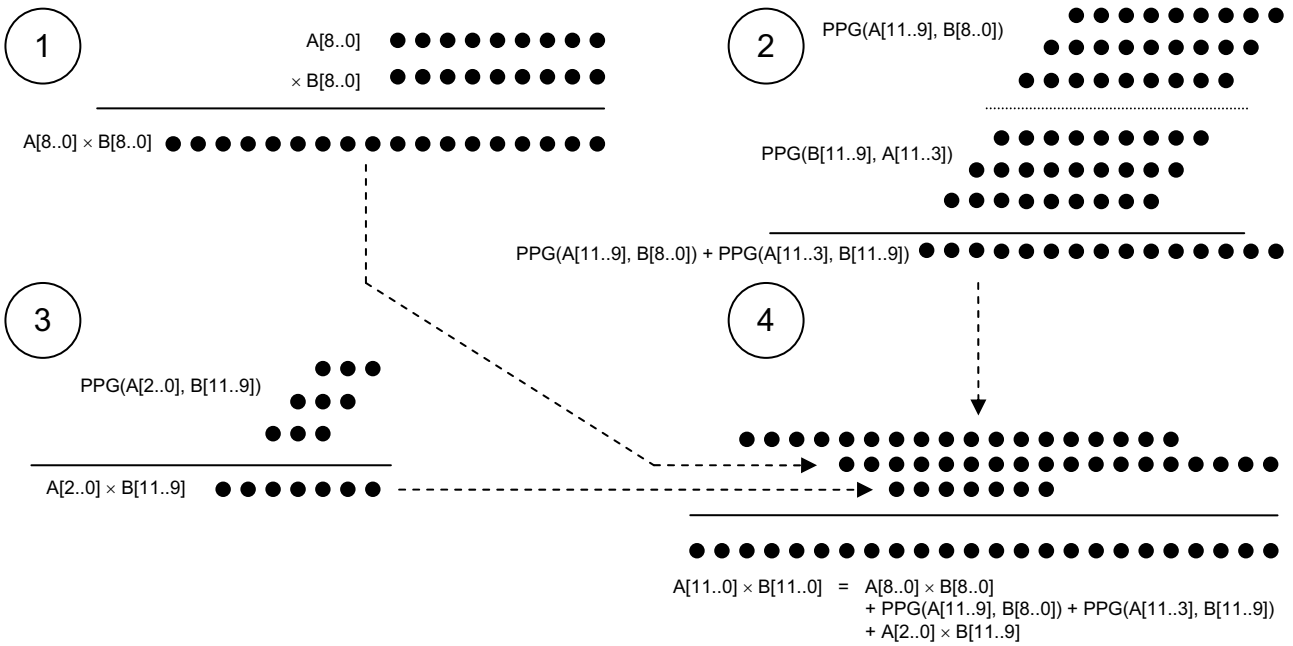 1
A[8..0]
× B[8..0]
A[8..0] × B[8..0]
2
PPG(A[11..9], B[8..0])
PPG(B[11..9], A[11..3])
PPG(A[11..9], B[8..0]) + PPG(A[11..3], B[11..9])
3
PPG(A[2..0], B[11..9])
A[2..0] × B[11..9]
4
A[11..0] × B[11..0] = A[8..0] × B[8..0]
+ PPG(A[11..9], B[8..0]) + PPG(A[11..3], B[11..9])
+ A[2..0] × B[11..9]